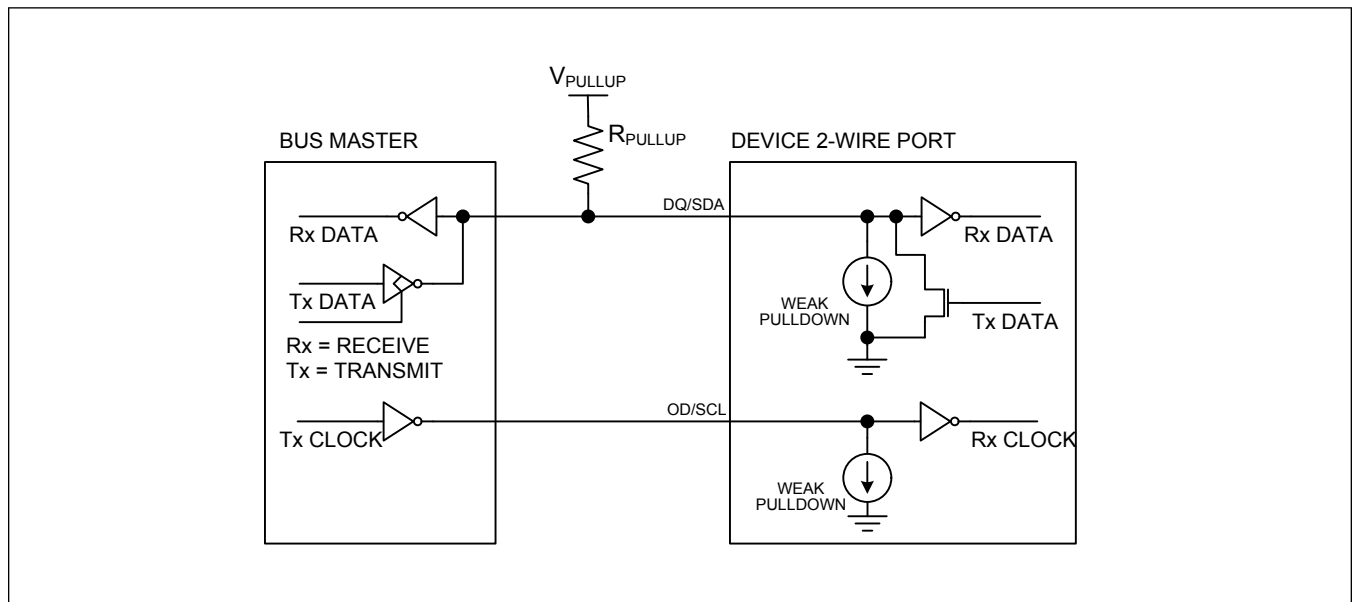 VPULLUP
RPULLUP
BUS MASTER
DEVICE 2-WIRE PORT
DQ/SDA
Rx DATA
Rx DATA
Tx DATA
WEAK
PULLDOWN
Tx DATA
Rx = RECEIVE
Tx = TRANSMIT
OD/SCL
Tx CLOCK
Rx CLOCK
WEAK
PULLDOWN